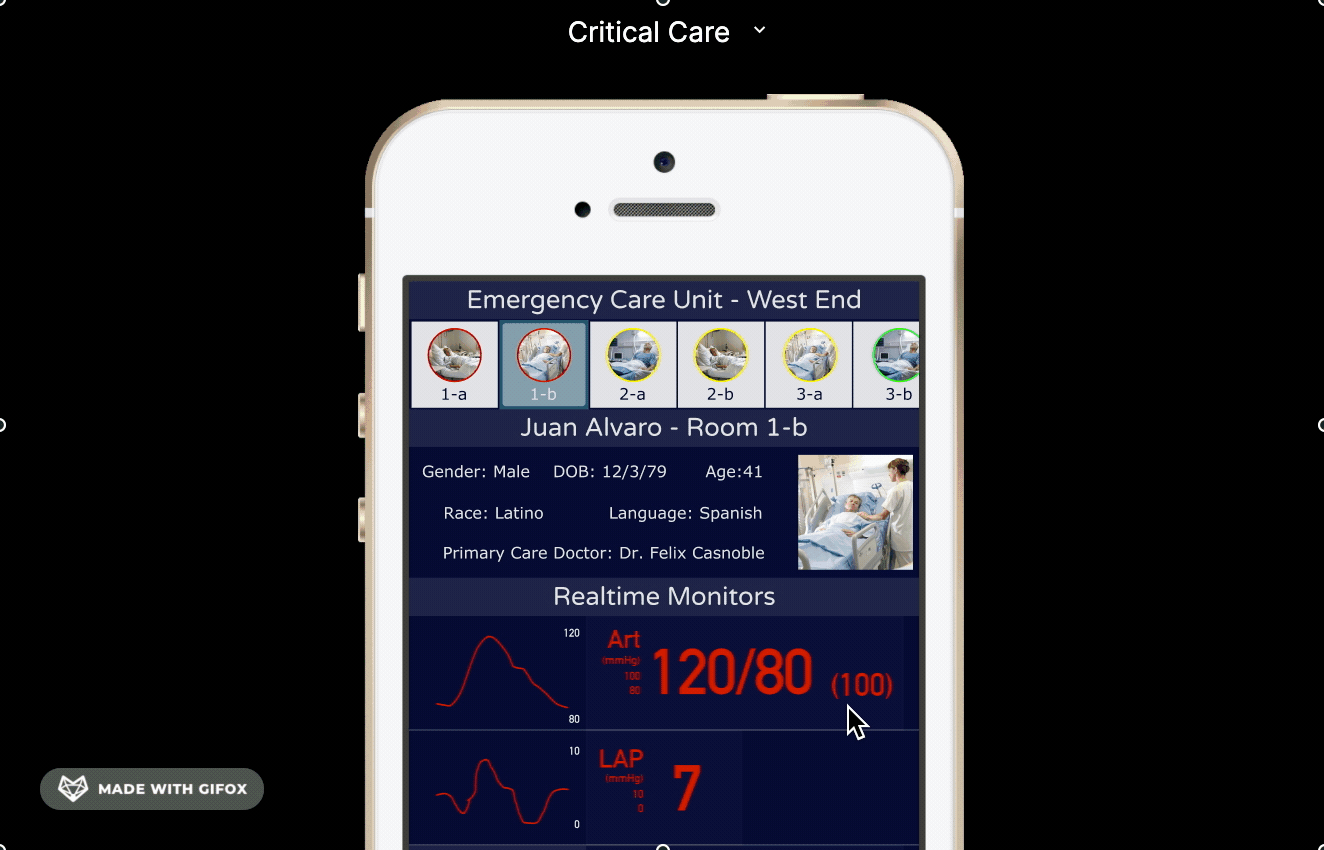 Critical Care
Emergency Care Unit - West End
1-a 1-b 2-a 2-b 3-a 3-b
Juan Alvaro - Room 1-b
Gender: Male DOB: 12/3/79 Age:41
Race: Latino Language: Spanish
Primary Care Doctor: Dr. Felix Casnoble
Realtime Monitors
120
80
Art
(mmHg)
100
80
120/80 (100)
10
0
LAP
(mmHg)
10
0
7
MADE WITH GIFOX